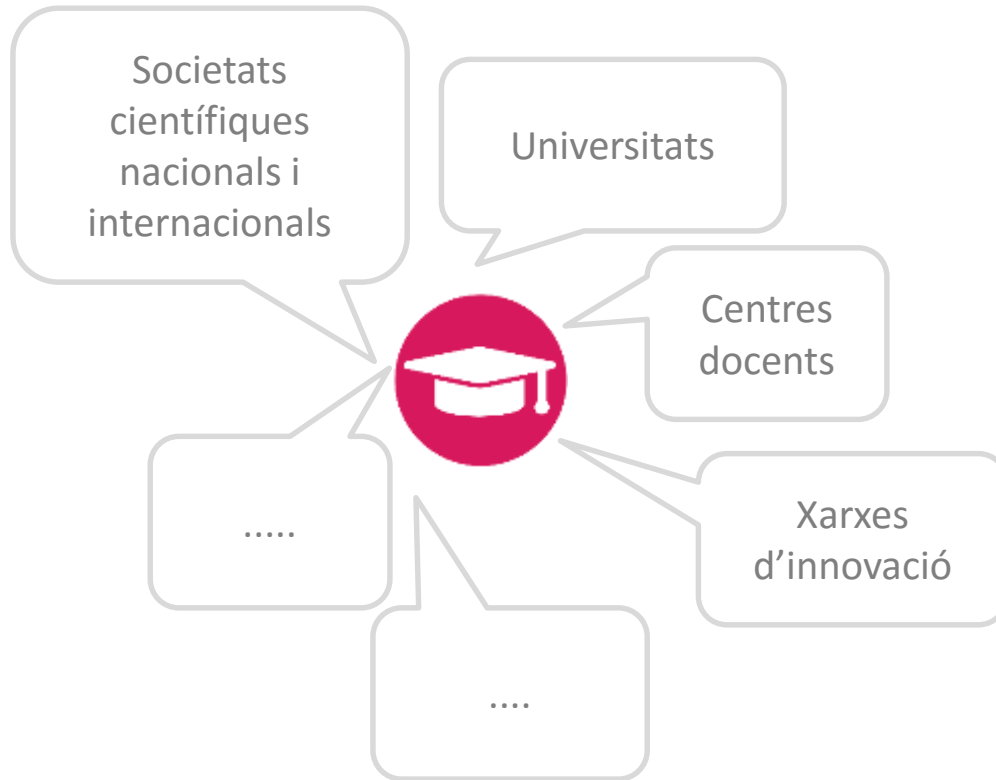 Societats
científiques
nacionals i
internacionals
Universitats
Centres
docents
Xarxes
d’innovació
.....
....